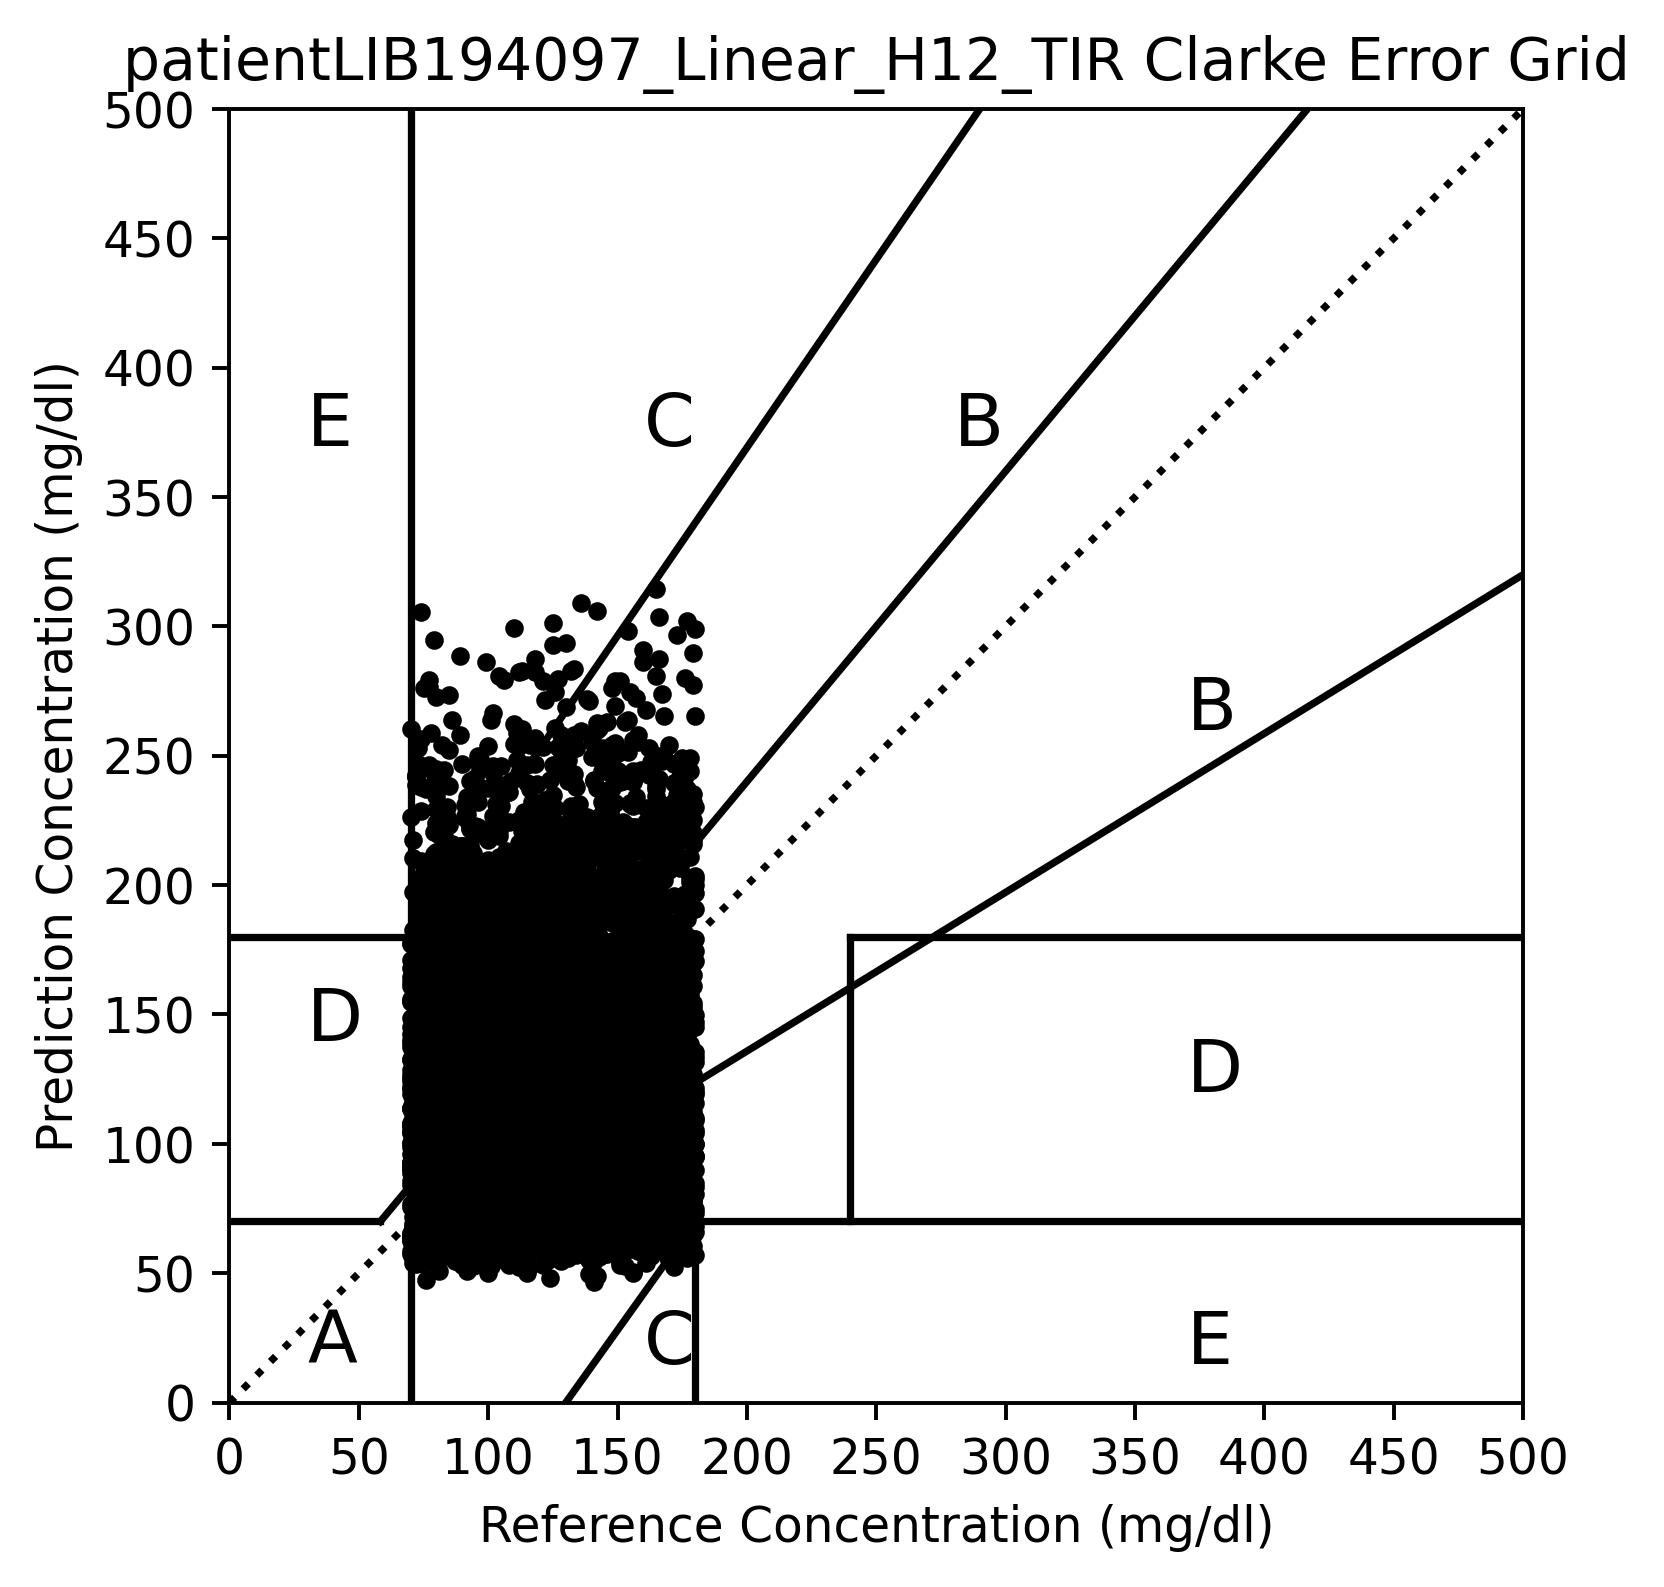 patientLIB194097_Linear_H12_TIR Clarke Error Grid
500
450
400
350
300
250
200
150
100
50
0
Prediction Concentration (mg/dl)
E
C
B
B
D
D
A
C
E
0 50 100 150 200 250 300 350 400 450 500
Reference Concentration (mg/dl)